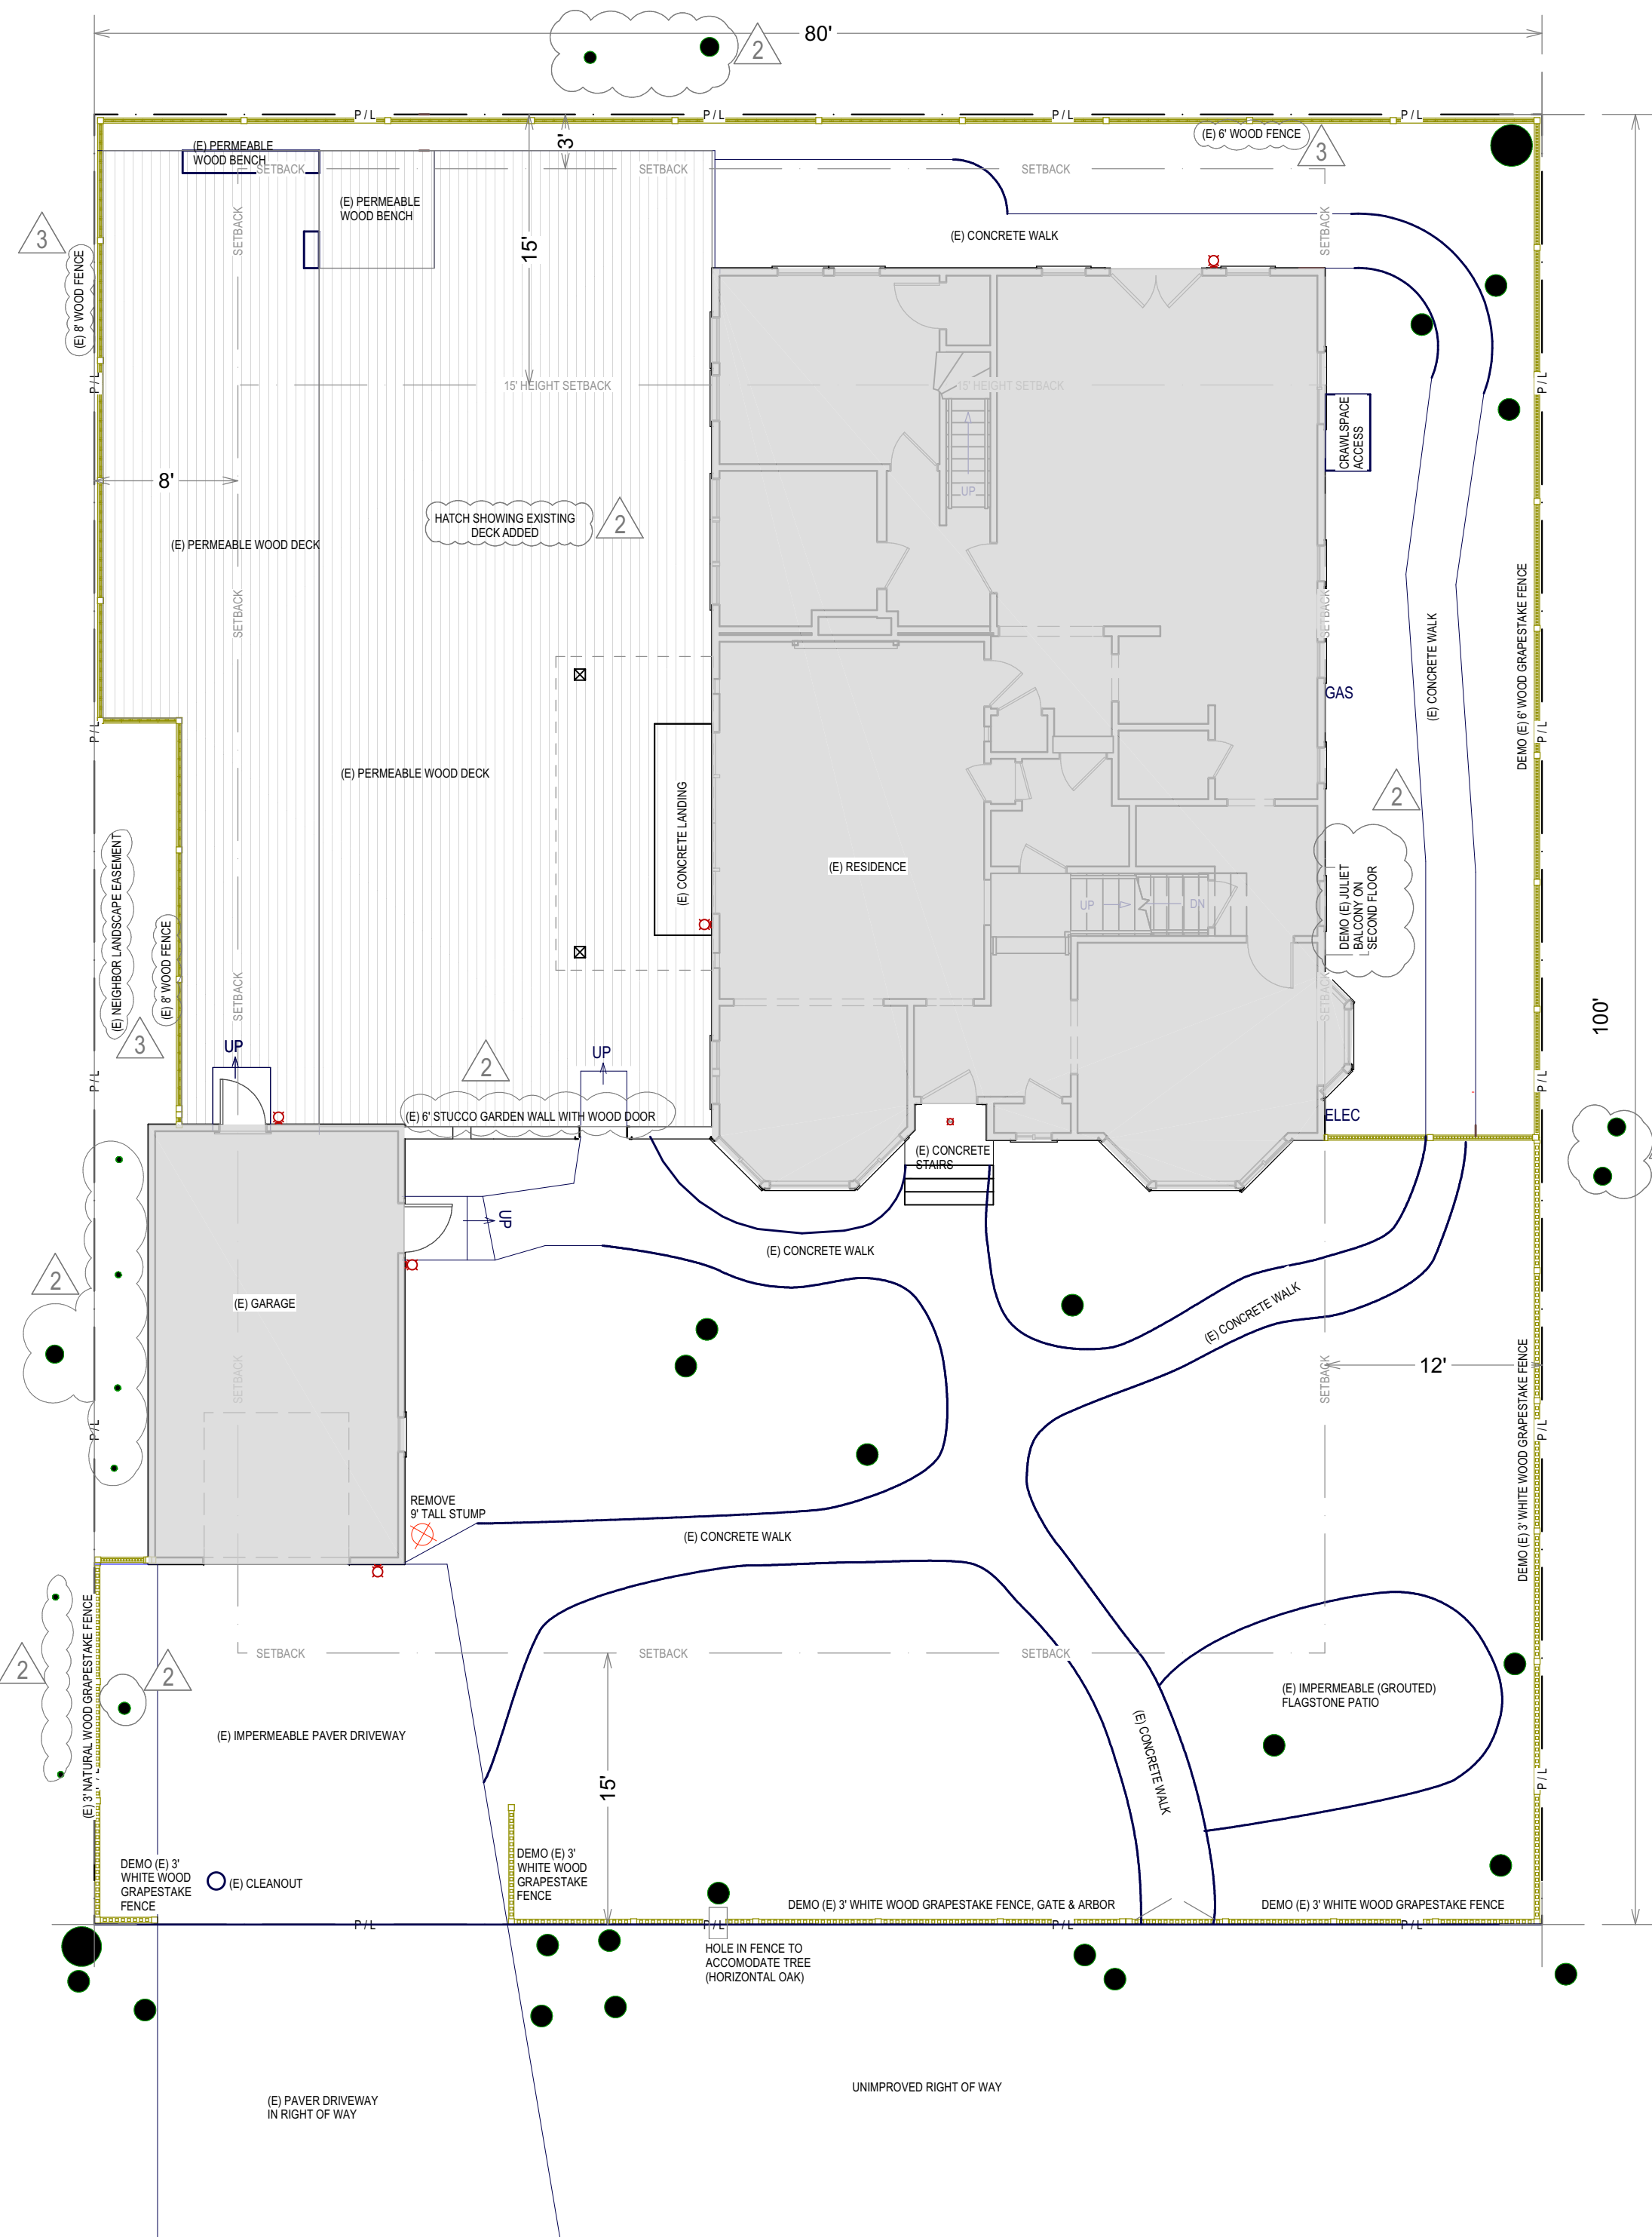 80'
2
P / L
P / L
P / L
P / L
3'
(E) 6' WOOD FENCE
3
(E) PERMEABLE
WOOD BENCH
SETBACK
SETBACK
SETBACK
(E) PERMEABLE
WOOD BENCH
15'
SETBACK
SETBACK
(E) CONCRETE WALK
3
(E) 8' WOOD FENCE
P / L
15' HEIGHT SETBACK
15' HEIGHT SETBACK
P / L
CRAWLSPACE
ACCESS
8'
UP
HATCH SHOWING EXISTING
DECK ADDED
2
(E) PERMEABLE WOOD DECK
SETBACK
SETBACK
(E) CONCRETE WALK
DEMO (E) 6' WOOD GRAPESTAKE FENCE
GAS
P / L
P / L
(E) PERMEABLE WOOD DECK
2
(E) CONCRETE LANDING
(E) RESIDENCE
UP
DN
DEMO (E) JULIET
BALCONY ON
SECOND FLOOR
(E) NEIGHBOR LANDSCAPE EASEMENT
(E) 8' WOOD FENCE
SETBACK
SETBACK
100'
3
UP
UP
2
P / L
P / L
(E) 6' STUCCO GARDEN WALL WITH WOOD DOOR
ELEC
(E) CONCRETE
STAIRS
UP
(E) CONCRETE WALK
2
(E) GARAGE
(E) CONCRETE WALK
SETBACK
SETBACK
12'
P / L
P / L
DEMO (E) 3' WHITE WOOD GRAPESTAKE FENCE
REMOVE
9' TALL STUMP
(E) CONCRETE WALK
SETBACK
SETBACK
SETBACK
2
2
(E) 3' NATURAL WOOD GRAPESTAKE FENCE
(E) IMPERMEABLE (GROUTED)
FLAGSTONE PATIO
(E) IMPERMEABLE PAVER DRIVEWAY
(E) CONCRETE WALK
15'
P / L
DEMO (E) 3'
WHITE WOOD
GRAPESTAKE
FENCE
(E) CLEANOUT
DEMO (E) 3'
WHITE WOOD
GRAPESTAKE
FENCE
DEMO (E) 3' WHITE WOOD GRAPESTAKE FENCE, GATE & ARBOR
DEMO (E) 3' WHITE WOOD GRAPESTAKE FENCE
P / L
P / L
P / L
P / L
HOLE IN FENCE TO
ACCOMODATE TREE
(HORIZONTAL OAK)
UNIMPROVED RIGHT OF WAY
(E) PAVER DRIVEWAY
IN RIGHT OF WAY